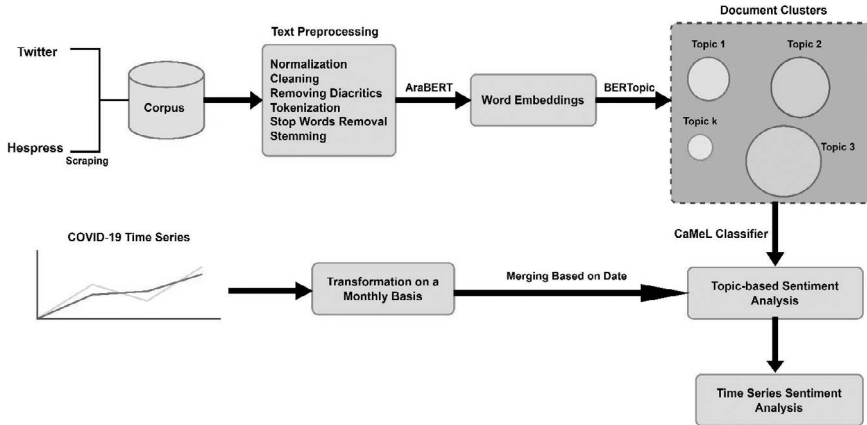 Document Clusters
Twitter
Hespress
Scraping
Corpus
Text Preprocessing
Normalization
Cleaning
Removing Diacritics
Tokenization
Stop Words Removal
Stemming
AraBERT
Word Embeddings
BERTopic
Topic 1
Topic 2
Topic k
Topic 3
CaMeL Classifier
COVID-19 Time Series
Transformation on a
Monthly Basis
Merging Based on Date
Topic-based Sentiment
Analysis
Time Series Sentiment
Analysis